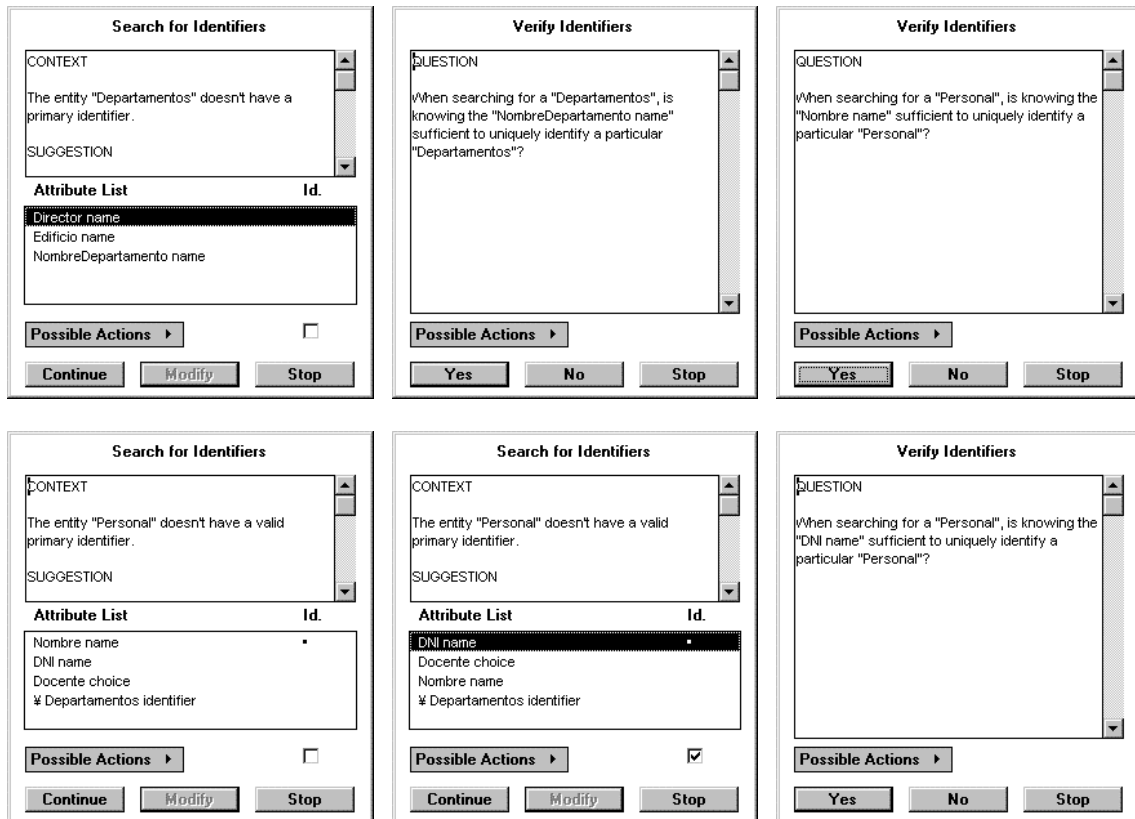 Search for Identifiers
CONTEXT
The entity "Departamentos" doesn't have a
primary identifier.
SUGGESTION
Attribute List Id.
Director name
Edificio name
NombreDepartamento name
Possible Actions
Continue Modify Stop
Verify Identifiers
QUESTION
When searching for a "Departamentos", is
knowing the "NombreDepartamento name"
sufficient to uniquely identify a particular
"Departamentos"?
Possible Actions
Yes No Stop
Verify Identifiers
QUESTION
When searching for a "Personal", is knowing the
"Nombre name" sufficient to uniquely identify a
particular "Personal"?
Possible Actions
Yes No Stop
Search for Identifiers
CONTEXT
The entity "Personal" doesn't have a valid
primary identifier.
SUGGESTION
Attribute List Id.
Nombre name
DNI name
Docente choice
¥ Departamentos identifier
Possible Actions
Continue Modify Stop
Search for Identifiers
CONTEXT
The entity "Personal" doesn't have a valid
primary identifier.
SUGGESTION
Attribute List Id.
DNI name
Docente choice
Nombre name
¥ Departamentos identifier
Possible Actions
Continue Modify Stop
Verify Identifiers
QUESTION
When searching for a "Personal", is knowing the
"DNI name" sufficient to uniquely identify a
particular "Personal"?
Possible Actions
Yes No Stop